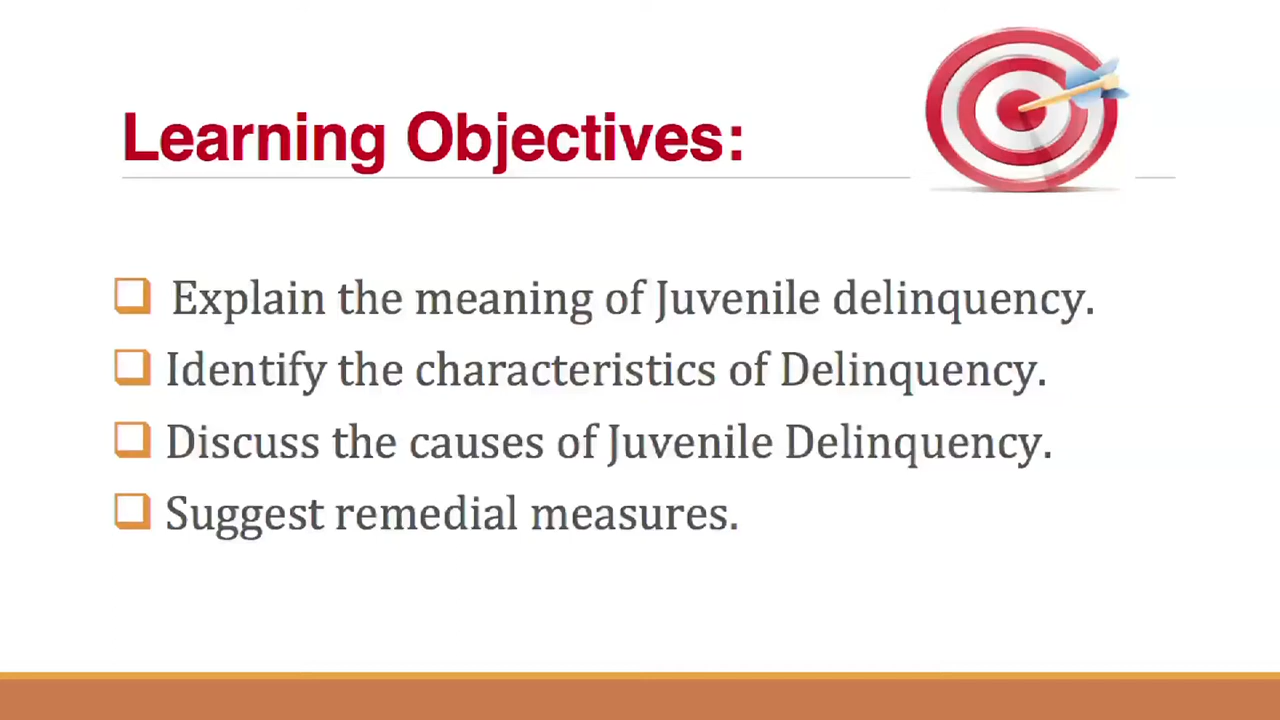 Learning Objectives:
Explain the meaning of Juvenile delinquency.
Identify the characteristics of Delinquency.
Discuss the causes of Juvenile Delinquency.
Suggest remedial measures.